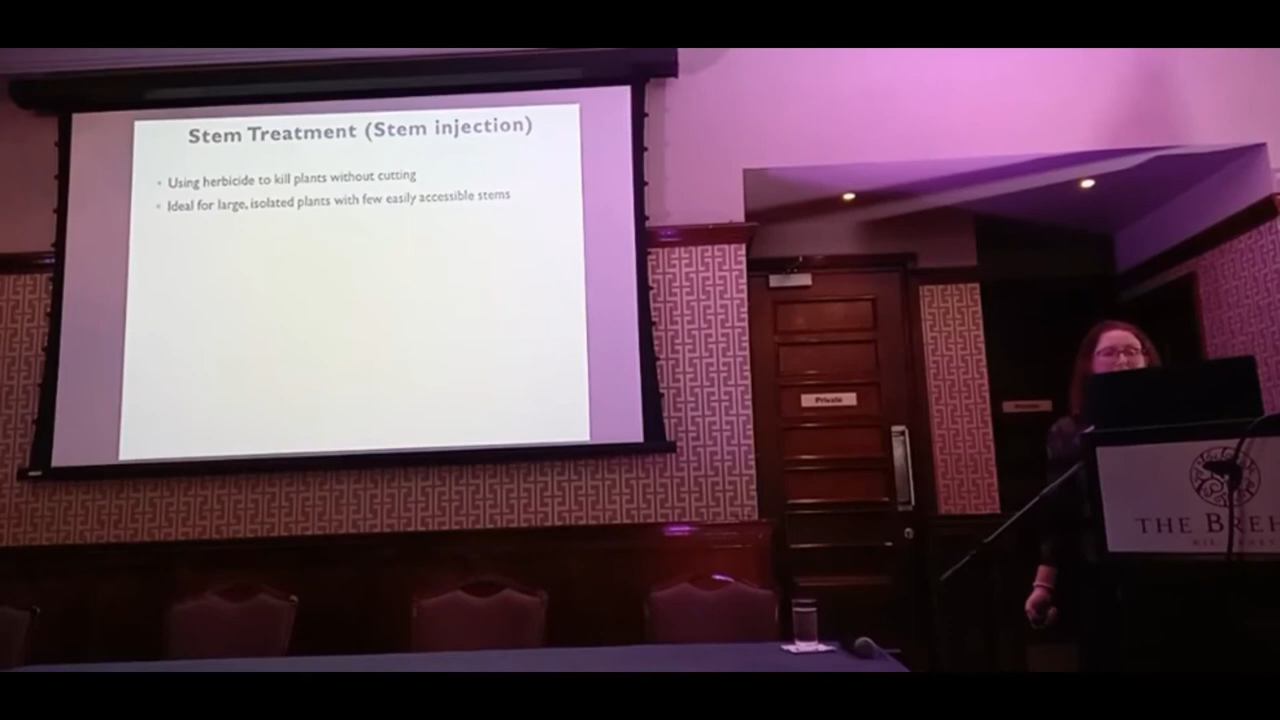 Stem Treatment (Stem injection)
• Using herbicide to kill plants without cutting
• Ideal for large, isolated plants with few easily accessible stems
Private
THE